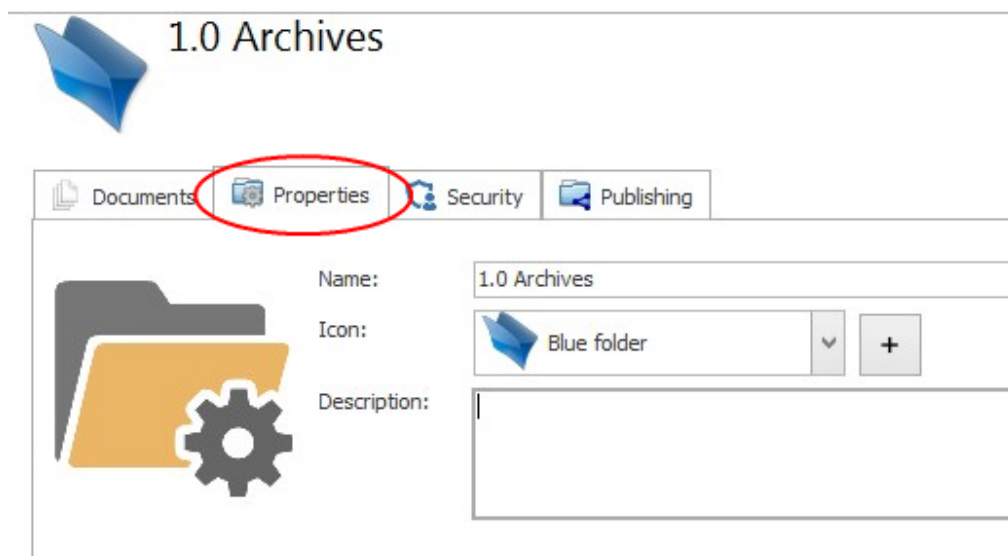 1.0 Archives
Documents Properties Security Publishing
Name: 1.0 Archives
Icon: Blue folder +
Description: